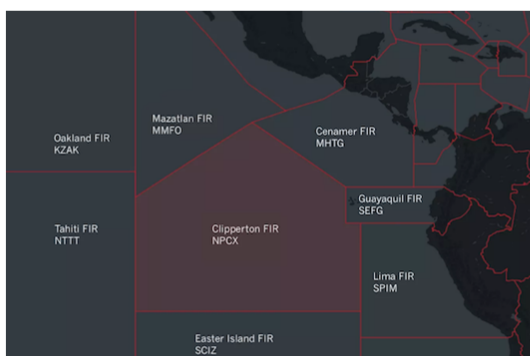 Mazatlan FIR
MMFO
Cenamer FIR
MHTG
Oakland FIR
KZAK
Guayaquil FIR
SEFG
Tahiti FIR
NTTT
Clipperton FIR
NPCX
Lima FIR
SPIM
Easter Island FIR
SCIZ